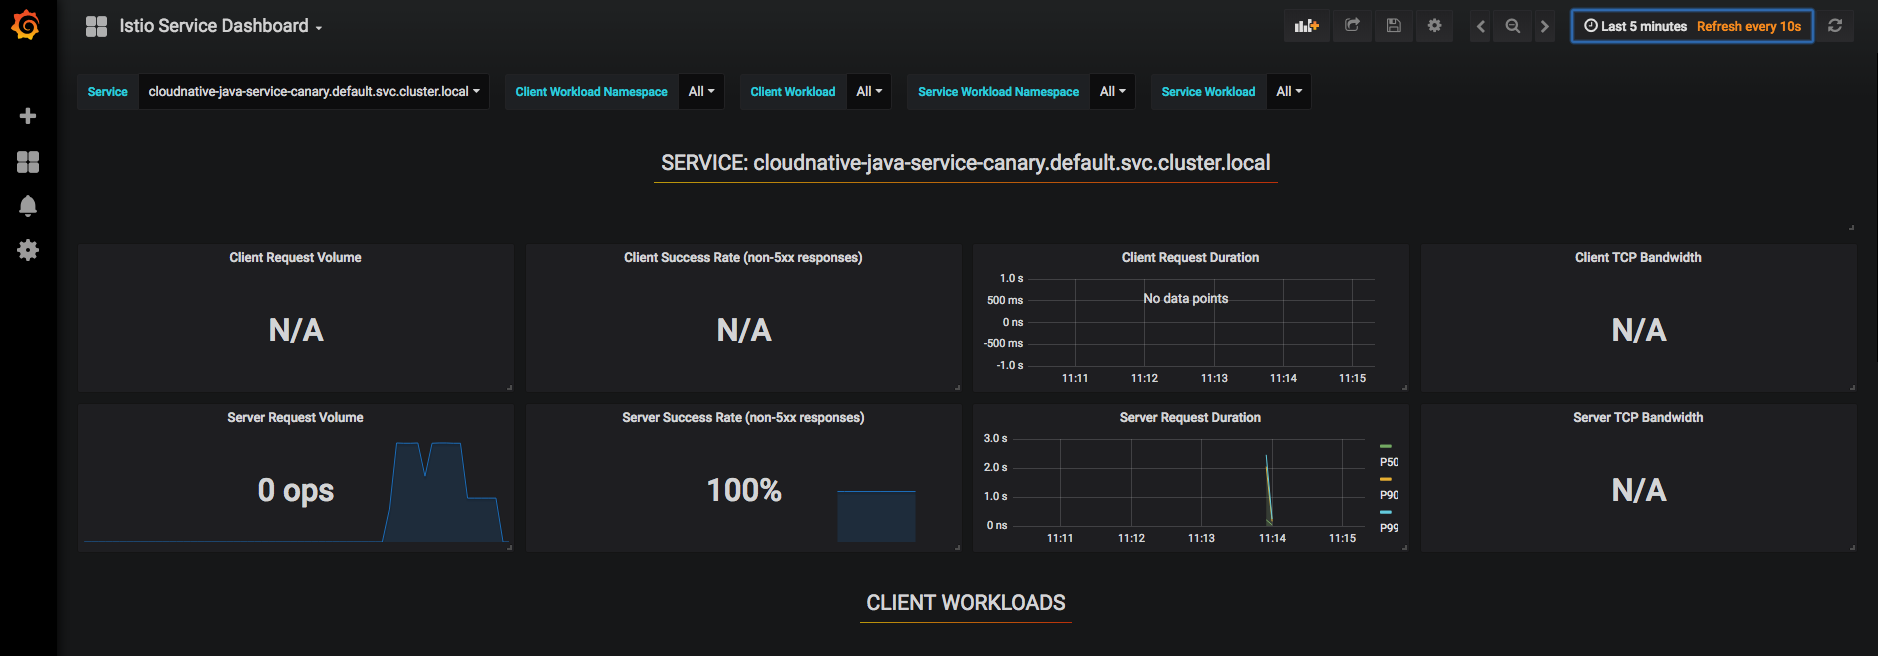 Istio Service Dashboard
Last 5 minutes Refresh every 10s
Service cloudnative-java-service-canary.default.svc.cluster.local Client Workload Namespace All Client Workload All Service Workload Namespace All Service Workload All
SERVICE: cloudnative-java-service-canary.default.svc.cluster.local
Client Request Volume
N/A
Client Success Rate (non-5xx responses)
N/A
Client Request Duration
1.0 s
500 ms
0 ns
-500 ms
-1.0 s
No data points
11:11 11:12 11:13 11:14 11:15
Client TCP Bandwidth
N/A
Server Request Volume
0 ops
Server Success Rate (non-5xx responses)
100%
Server Request Duration
3.0 s
2.0 s
1.0 s
0 ns
11:11 11:12 11:13 11:14 11:15
P50
P90
P99
Server TCP Bandwidth
N/A
CLIENT WORKLOADS